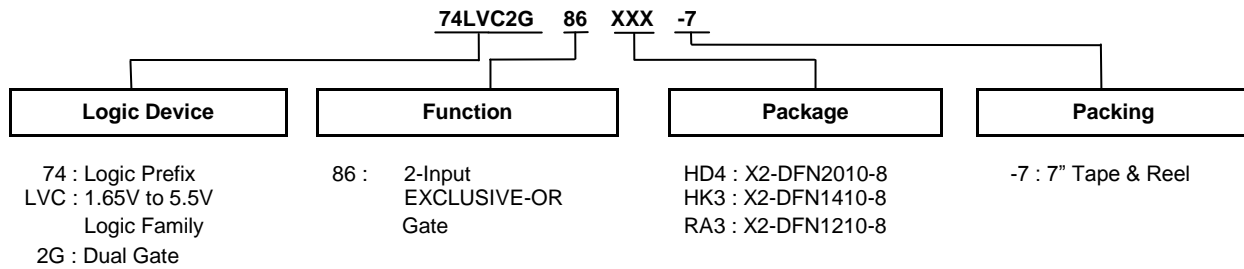 74LVC2G 86 XXX -7
Logic Device Function Package Packing
74 : Logic Prefix 86 : 2-Input HD4 : X2-DFN2010-8 -7 : 7” Tape & Reel
LVC : 1.65V to 5.5V EXCLUSIVE-OR HK3 : X2-DFN1410-8
Logic Family Gate RA3 : X2-DFN1210-8
2G : Dual Gate